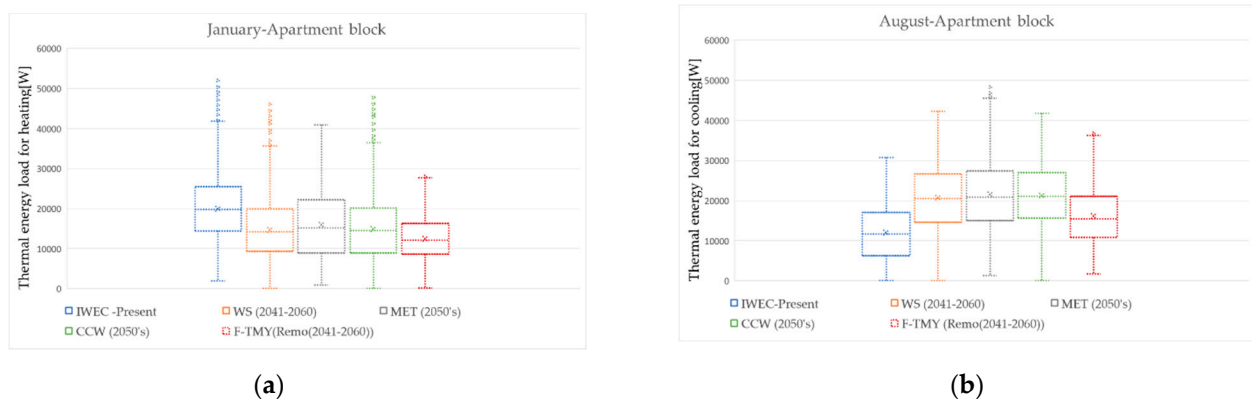 January-Apartment block
Thermal energy load for heating[W]
60000
50000
40000
30000
20000
10000
0
IWEC -Present
WS (2041-2060)
MET (2050's)
CCW (2050's)
F-TMY(Remo(2041-2060))
(a)
August-Apartment block
Thermal energy load for cooling[W]
60000
50000
40000
30000
20000
10000
0
IWEC-Present
WS (2041-2060)
MET (2050's)
CCW (2050's)
F-TMY (Remo(2041-2060))
(b)